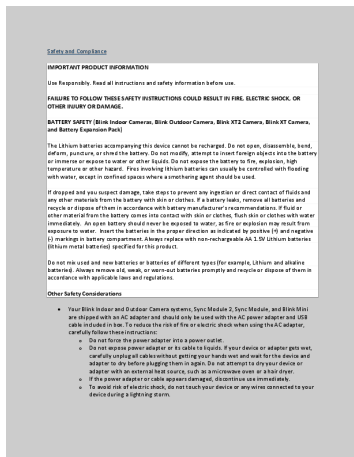 Safety and Compliance
IMPORTANT PRODUCT INFORMATION
Use Responsibly. Read all instructions and safety information before use.
FAILURE TO FOLLOW THESE SAFETY INSTRUCTIONS COULD RESULT IN FIRE, ELECTRIC SHOCK, OR
OTHER INJURY OR DAMAGE.
BATTERY SAFETY (Blink Indoor Cameras, Blink Outdoor Camera, Blink XT2 Camera, Blink XT Camera,
and Battery Expansion Pack)
The Lithium batteries accompanying this device cannot be recharged. Do not open, disassemble, bend,
deform, puncture, or shred the battery. Do not modify, attempt to insert foreign objects into the battery
or immerse or expose to water or other liquids. Do not expose the battery to fire, explosion, high
temperature or other hazard. Fires involving lithium batteries can usually be controlled with flooding
with water, except in confined spaces where a smothering agent should be used.
If dropped and you suspect damage, take steps to prevent any ingestion or direct contact of fluids and
any other materials from the battery with skin or clothes. If a battery leaks, remove all batteries and
recycle or dispose of them in accordance with battery manufacturer's recommendations. If fluid or
other material from the battery comes into contact with skin or clothes, flush skin or clothes with water
immediately. An open battery should never be exposed to water, as fire or explosion may result from
exposure to water. Insert the batteries in the proper direction as indicated by positive (+) and negative
(-) markings in battery compartment. Always replace with non-rechargeable AA 1.5V Lithium batteries
(lithium metal batteries) specified for this product.
Do not mix used and new batteries or batteries of different types (for example, Lithium and alkaline
batteries). Always remove old, weak, or worn-out batteries promptly and recycle or dispose of them in
accordance with applicable laws and regulations.
Other Safety Considerations
• Your Blink Indoor and Outdoor Camera systems, Sync Module 2, Sync Module, and Blink Mini
are shipped with an AC adapter and should only be used with the AC power adapter and USB
cable included in box. To reduce the risk of fire or electric shock when using the AC adapter,
carefully follow these instructions:
o Do not force the power adapter into a power outlet.
o Do not expose power adapter or its cable to liquids. If your device or adapter gets wet,
carefully unplug all cables without getting your hands wet and wait for the device and
adapter to dry before plugging them in again. Do not attempt to dry your device or
adapter with an external heat source, such as a microwave oven or a hair dryer.
o If the power adapter or cable appears damaged, discontinue use immediately.
o To avoid risk of electric shock, do not touch your device or any wires connected to your
device during a lightning storm.